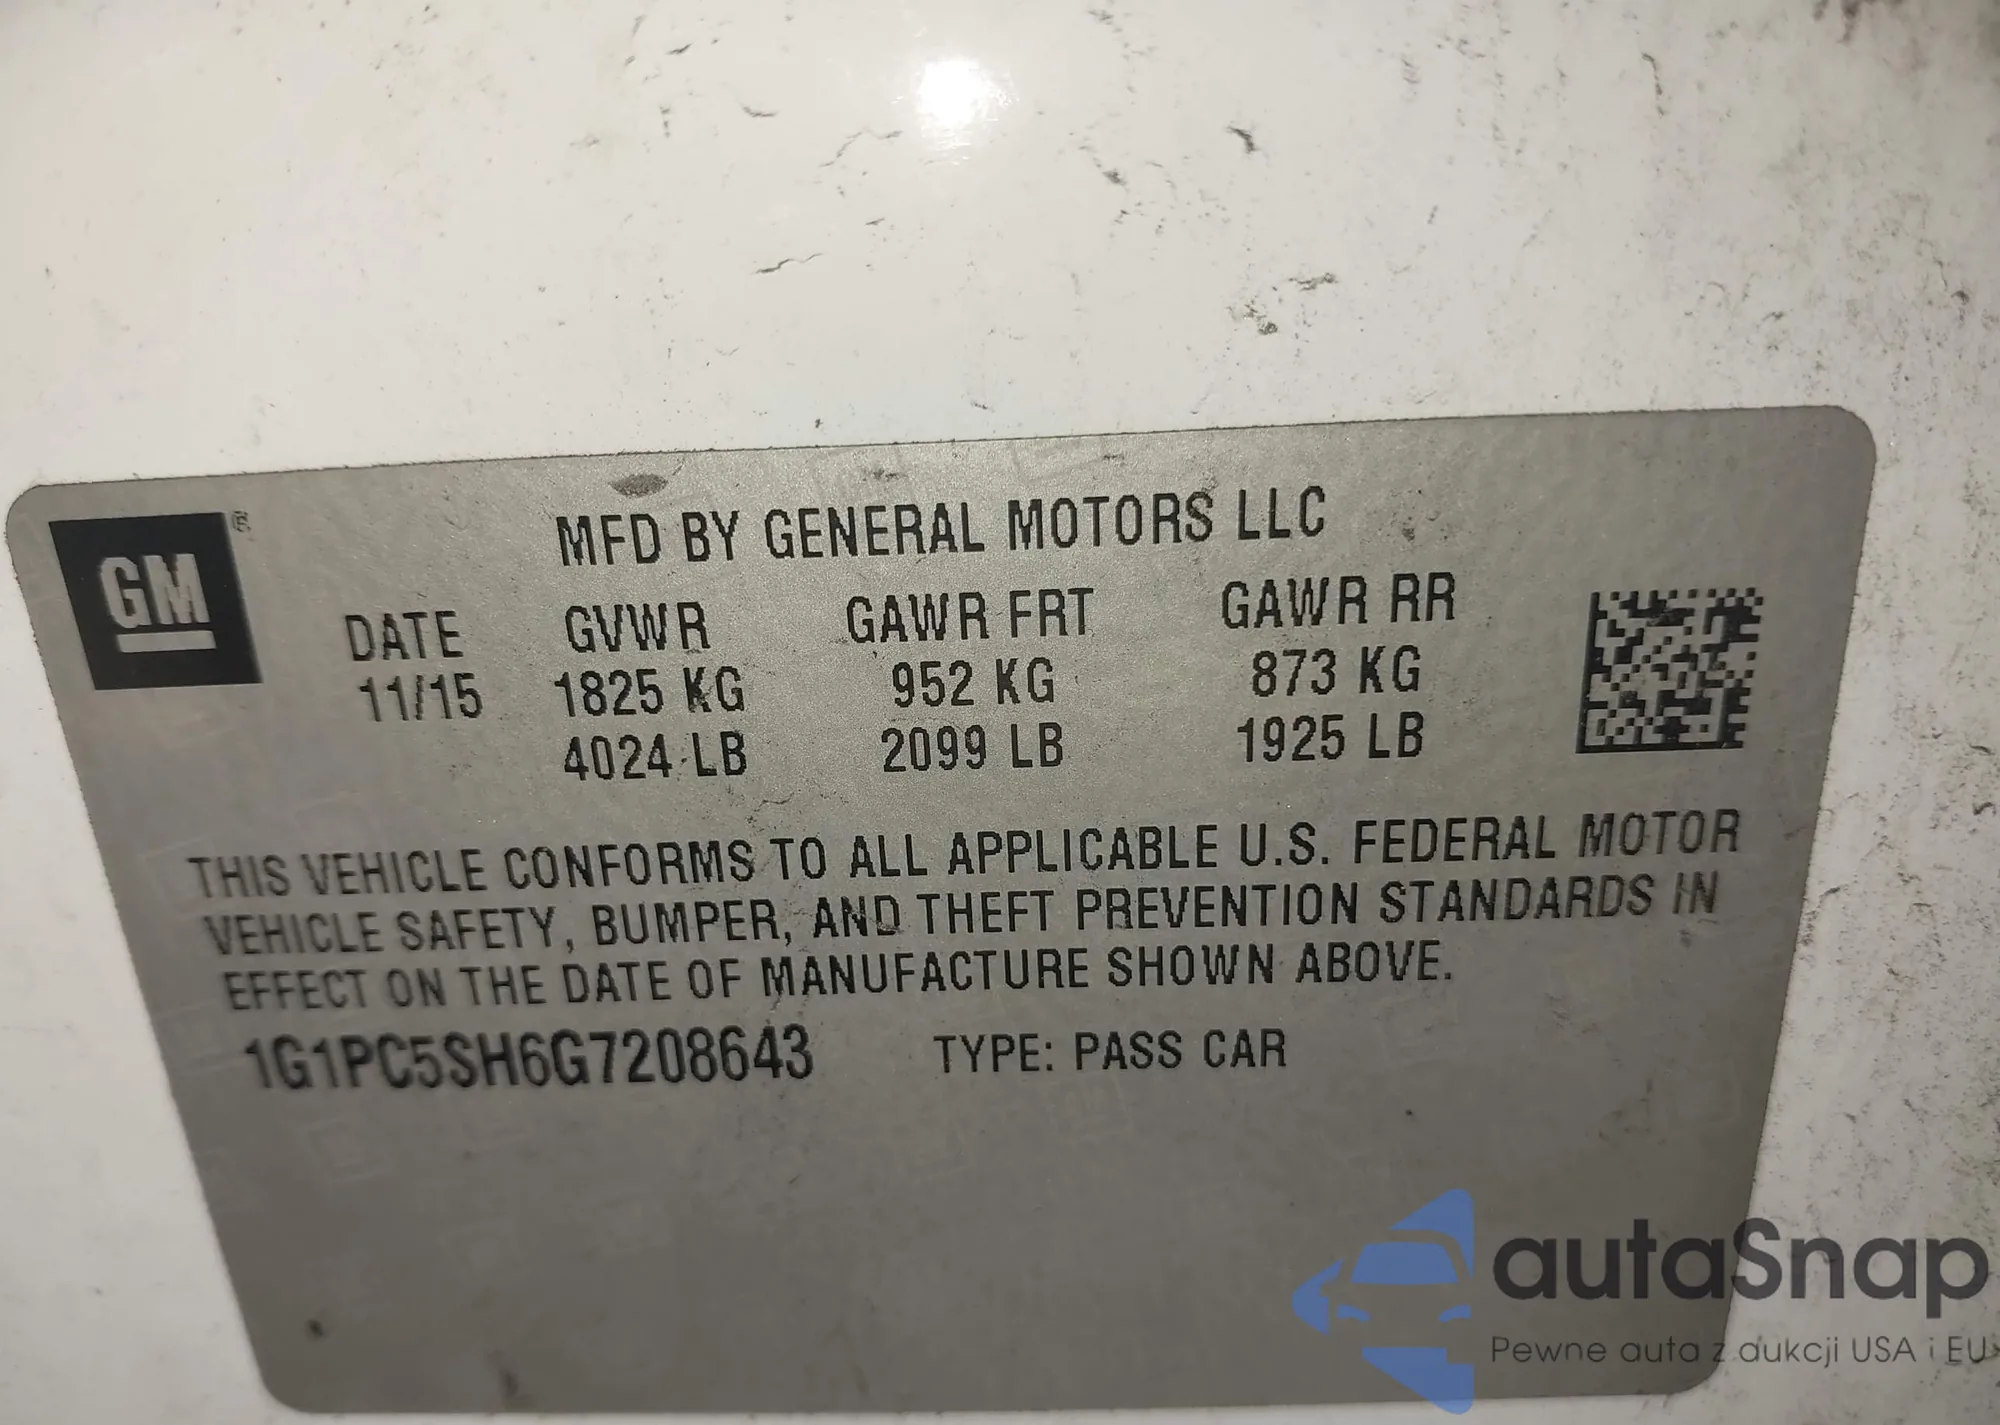 GM®
MFD BY GENERAL MOTORS LLC
DATE GVWR GAWR FRT GAWR RR
11/15 1825 KG 952 KG 873 KG
4024 LB 2099 LB 1925 LB
THIS VEHICLE CONFORMS TO ALL APPLICABLE U.S. FEDERAL MOTOR
VEHICLE SAFETY, BUMPER, AND THEFT PREVENTION STANDARDS IN
EFFECT ON THE DATE OF MANUFACTURE SHOWN ABOVE.
1G1PC5SH6G7208643 TYPE: PASS CAR
autaSnap
Pewne auta z aukcji USA i EU